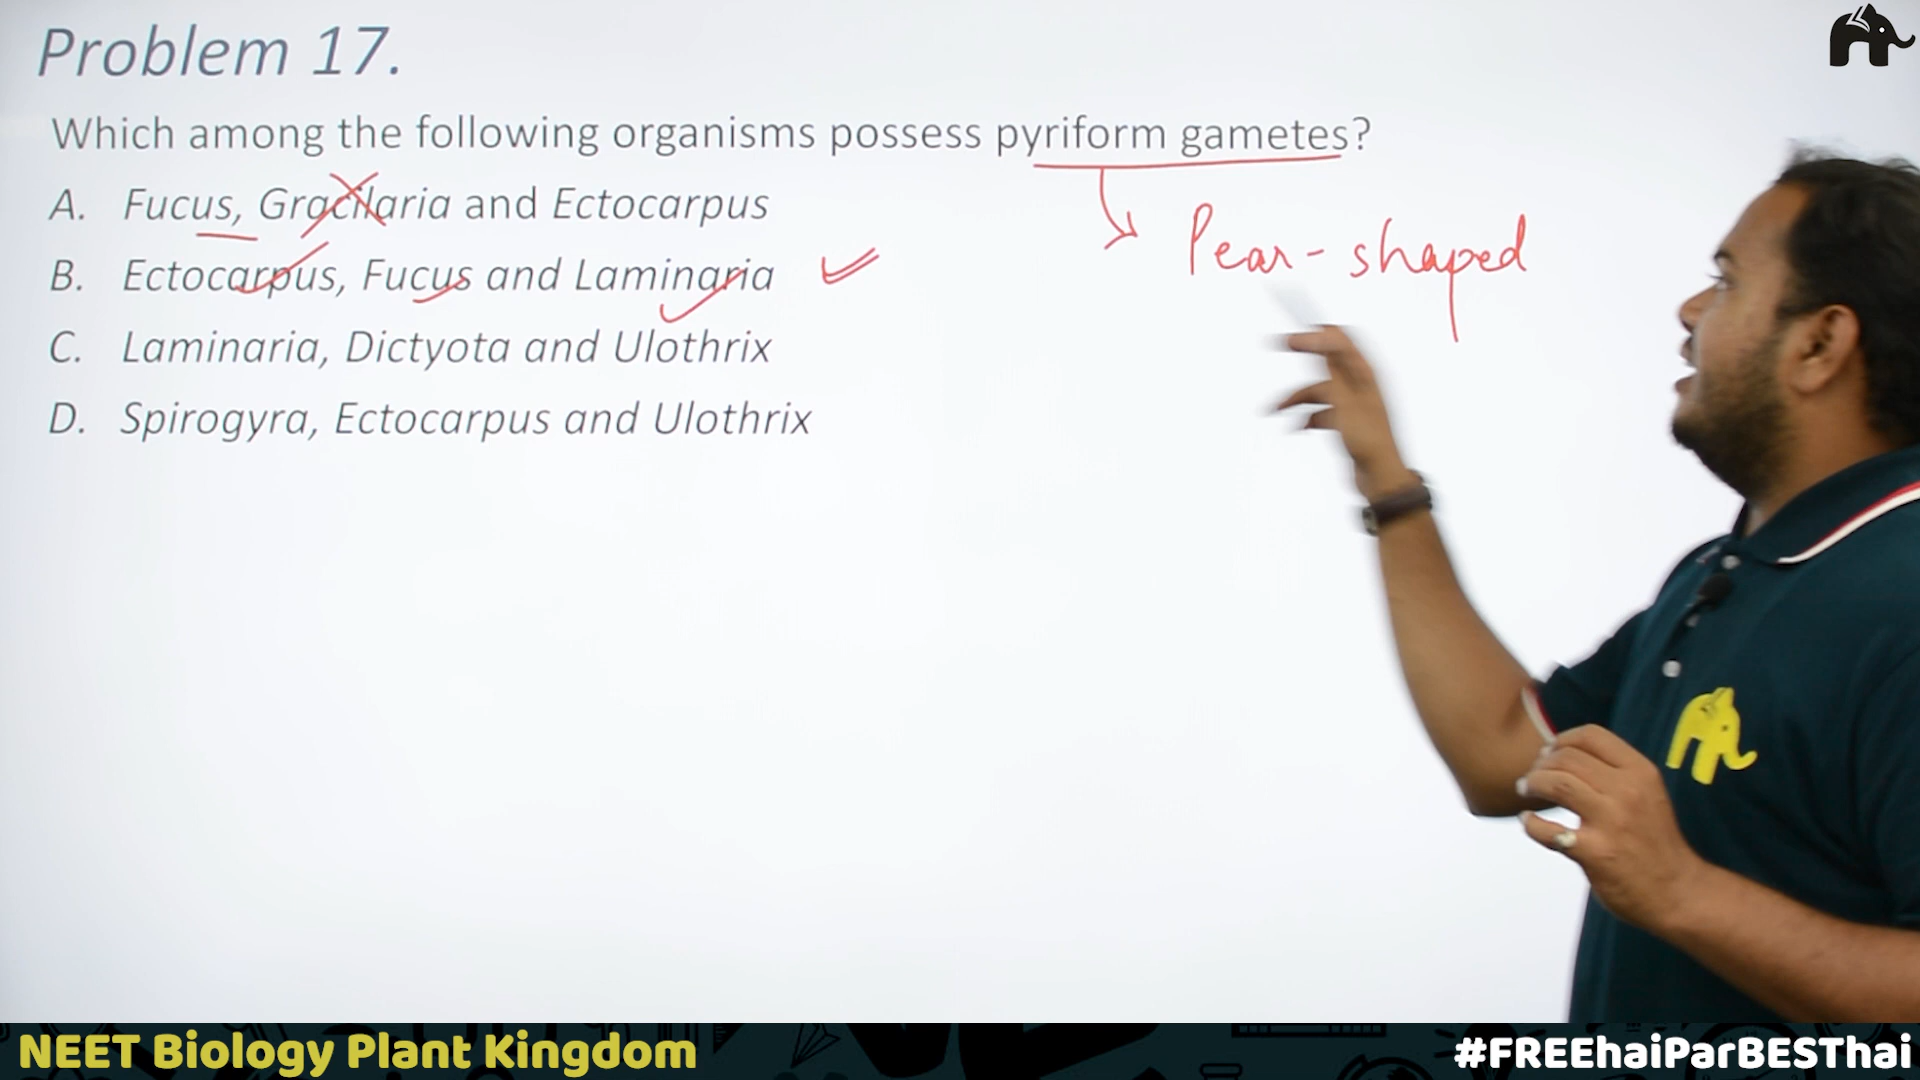 Problem 17.
Which among the following organisms possess pyriform gametes?
A. Fucus, Gracilaria and Ectocarpus
B. Ectocarpus, Fucus and Laminaria
Pear-shaped
C. Laminaria, Dictyota and Ulothrix
D. Spirogyra, Ectocarpus and Ulothrix
NEET Biology Plant Kingdom
#FREEhaiParBESThai